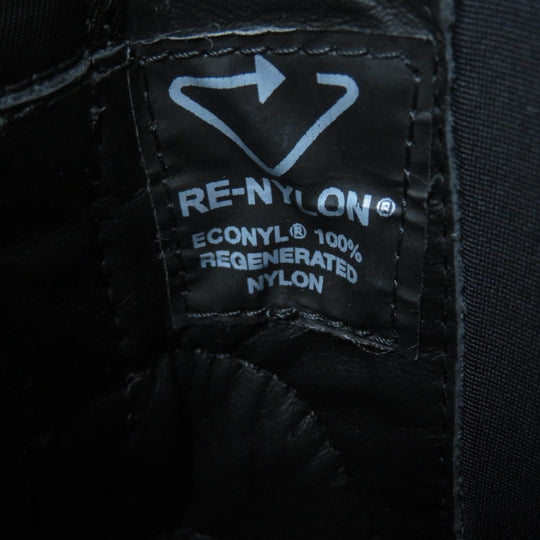 RE-NYLON®
ECONYL® 100%
REGENERATED
NYLON